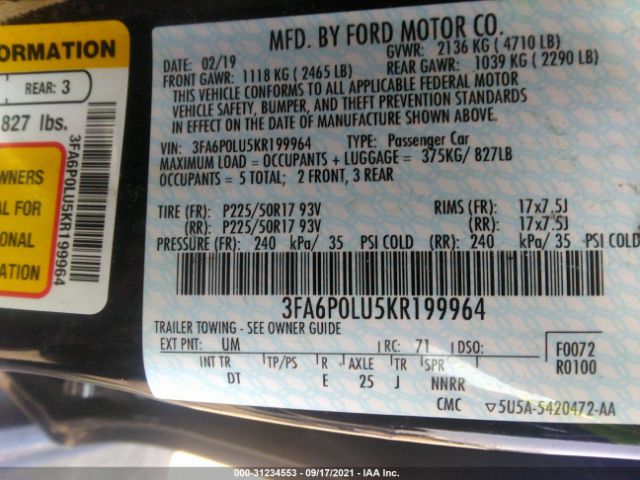 FORMATION
REAR: 3
827 lbs.
3FA6P0LU5KR199964
WNERS
AL FOR
ONAL
ATION
MFD. BY FORD MOTOR CO.
DATE: 02/19 GVWR: 2136 KG ( 4710 LB)
FRONT GAWR: 1118 KG ( 2465 LB) REAR GAWR: 1039 KG ( 2290 LB)
THIS VEHICLE CONFORMS TO ALL APPLICABLE FEDERAL MOTOR
VEHICLE SAFETY, BUMPER, AND THEFT PREVENTION STANDARDS
IN EFFECT ON THE DATE OF MANUFACTURE SHOWN ABOVE.
VIN: 3FA6P0LU5KR199964 TYPE: Passenger Car
MAXIMUM LOAD = OCCUPANTS + LUGGAGE = 375KG/ 827LB
OCCUPANTS = 5 TOTAL; 2 FRONT, 3 REAR
TIRE (FR): P225/50R17 93V RIMS (FR): 17x7.5J
(RR): P225/50R17 93V (RR): 17x7.5J
PRESSURE (FR): 240 kPa/ 35 PSI COLD (RR): 240 kPa/ 35 PSI COLD
3FA6P0LU5KR199964
TRAILER TOWING - SEE OWNER GUIDE
EXT PNT: UM RC: 71 DSO: F0072
R0100
INT TR TP/PS R AXLE TR SPR
DT E 25 J NNRR
CMC ▽5U5A-5420472-AA
000-31234553 - 09/17/2021 - IAA Inc.